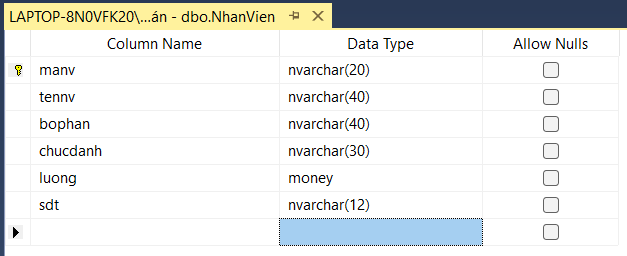 LAPTOP-8N0VFK20\...án - dbo.NhanVien
Column Name Data Type Allow Nulls
manv nvarchar(20)
tennv nvarchar(40)
bophan nvarchar(40)
chucdanh nvarchar(30)
luong money
sdt nvarchar(12)